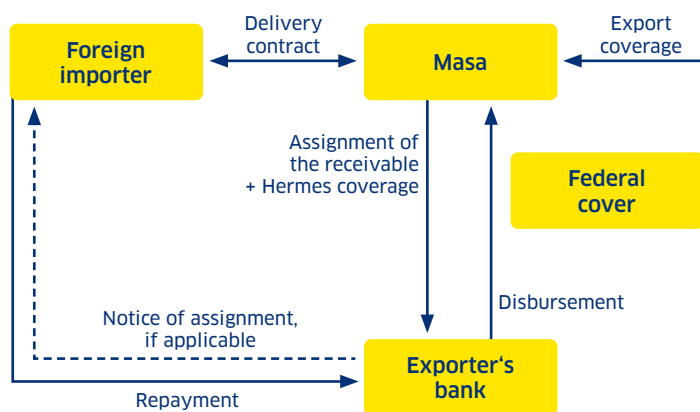 Foreign
importer
Delivery
contract
Masa
Export
coverage
Assignment of
the receivable
+ Hermes coverage
Federal
cover
Disbursement
Notice of assignment,
if applicable
Exporter‘s
bank
Repayment